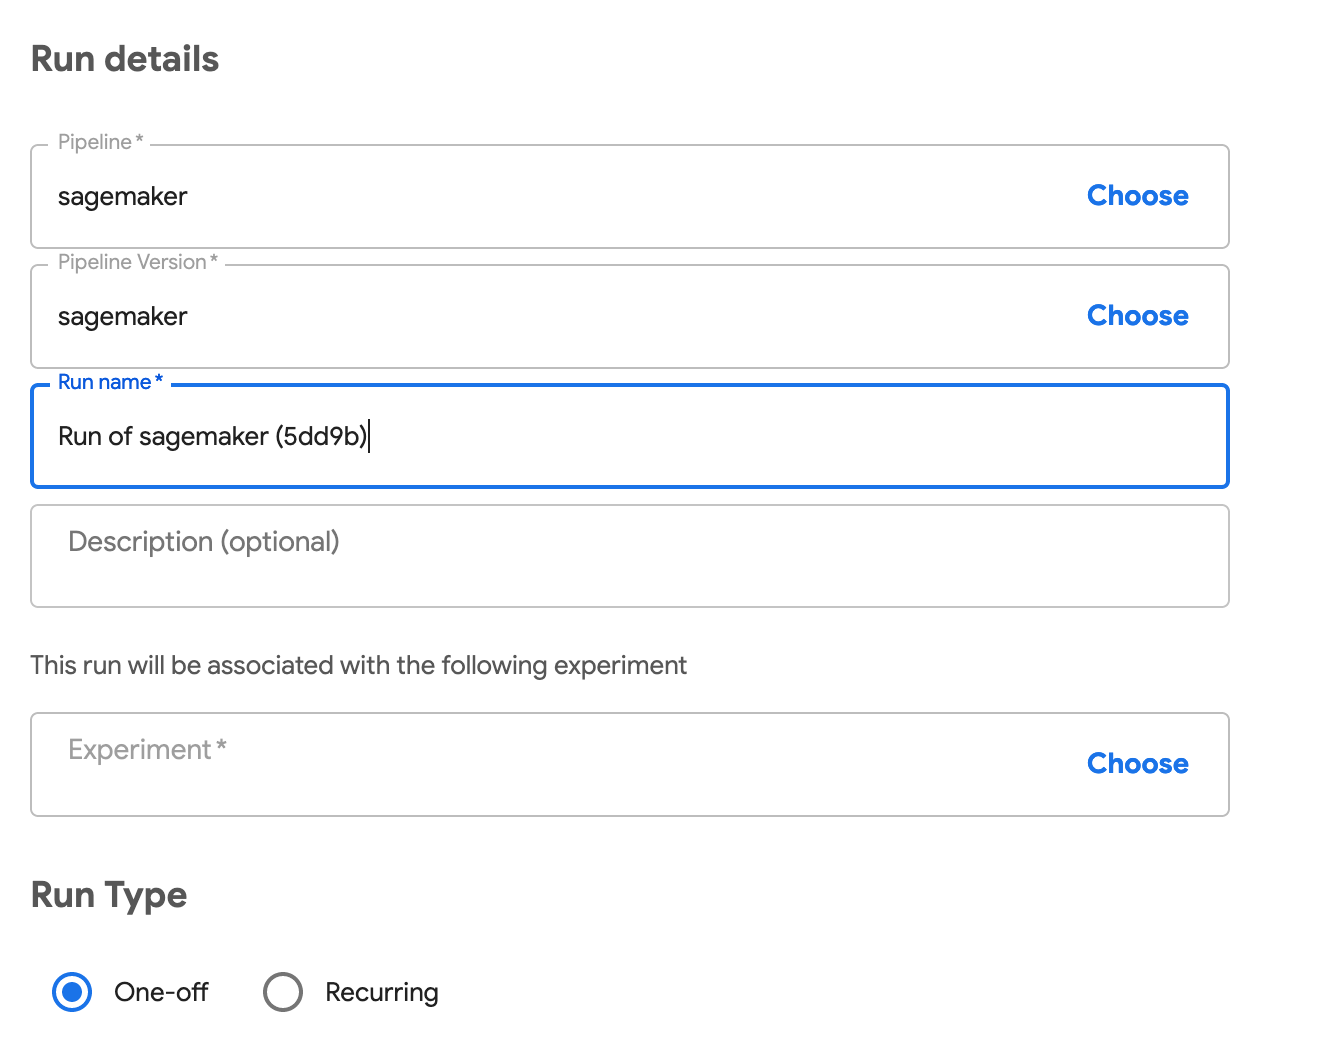 Run details
Pipeline *
sagemaker
Choose
Pipeline Version *
sagemaker
Choose
Run name *
Run of sagemaker (5dd9b)
Description (optional)
This run will be associated with the following experiment
Experiment *
Choose
Run Type
One-off
Recurring